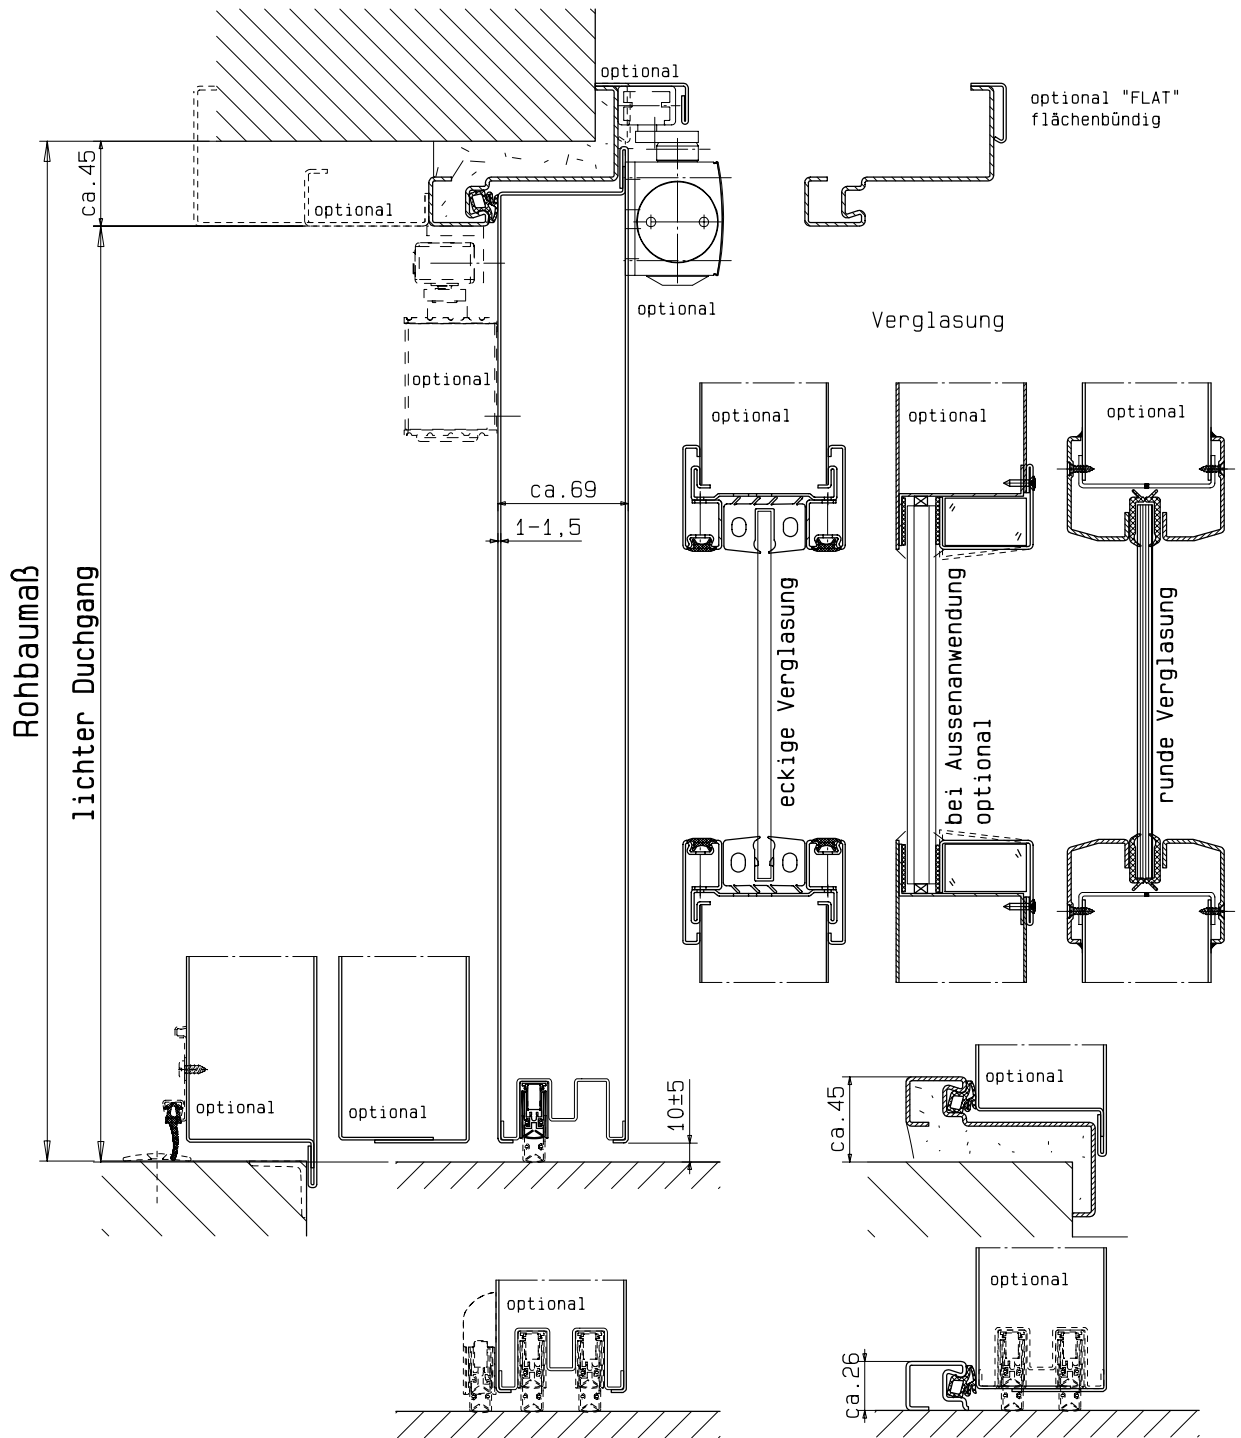 optional
optional "FLAT"
flächenbündig
ca.45
optional
optional
Verglasung
optional
optional
optional
optional
ca.69
1-1,5
Rohbaumaß
lichter Duchgang
eckige Verglasung
bei Aussenanwendung
optional
runde Verglasung
optional
optional
10±5
ca.45
optional
optional
ca.26
optional